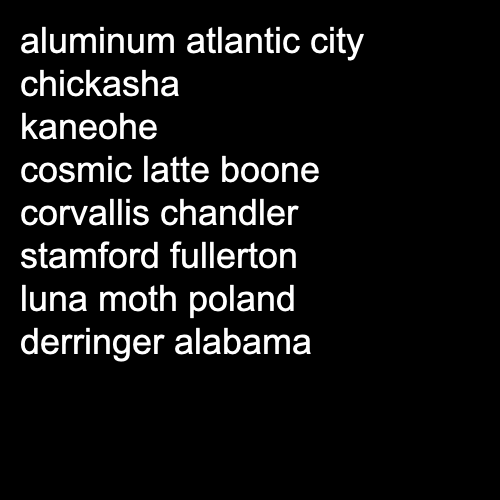 aluminum atlantic city
chickasha
kaneohe
cosmic latte boone
corvallis chandler
stamford fullerton
luna moth poland
derringer alabama